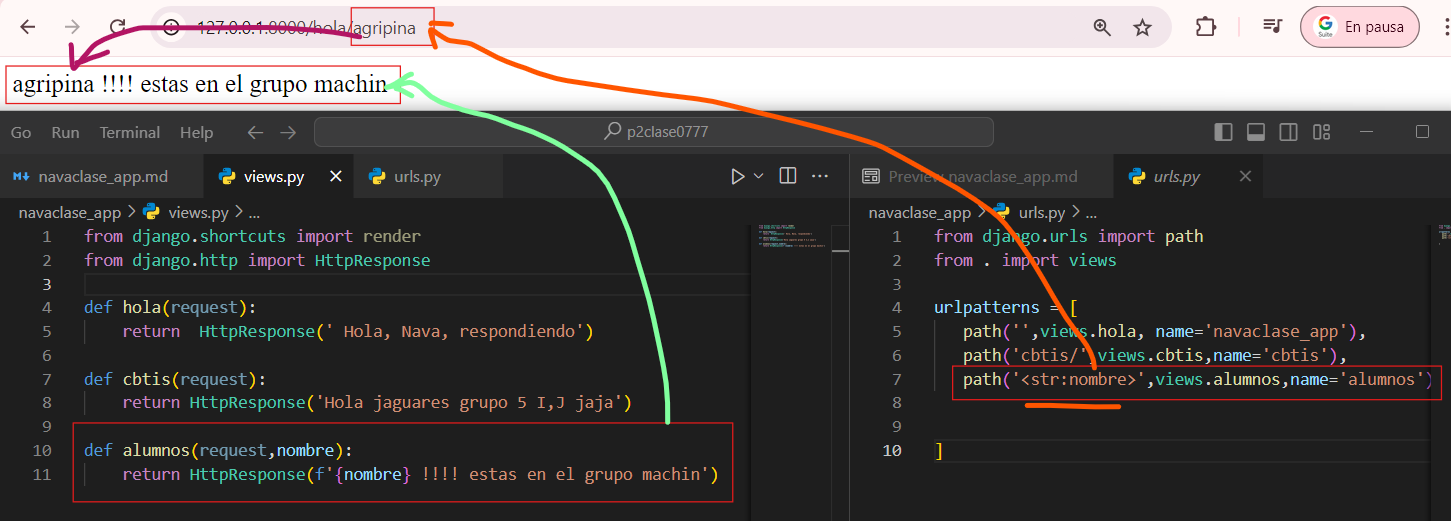 127.0.0.1:8000/hola/agripina
G Suite En pausa
agripina !!!! estas en el grupo machin
Go Run Terminal Help p2clase0777
navaclase_app.md views.py urls.py
navaclase_app > views.py > ...
1 from django.shortcuts import render
2 from django.http import HttpResponse
3
4 def hola(request):
5 return  HttpResponse(' Hola, Nava, respondiendo')
6
7 def cbtis(request):
8 return HttpResponse('Hola jaguares grupo 5 I,J jaja')
9
10 def alumnos(request,nombre):
11 return HttpResponse(f'{nombre} !!!! estas en el grupo machin')
Preview navaclase_app.md urls.py
navaclase_app > urls.py > ...
1 from django.urls import path
2 from . import views
3
4 urlpatterns = [
5 path('',views.hola, name='navaclase_app'),
6 path('cbtis/',views.cbtis,name='cbtis'),
7 path('<str:nombre>',views.alumnos,name='alumnos')
8
9
10 ]